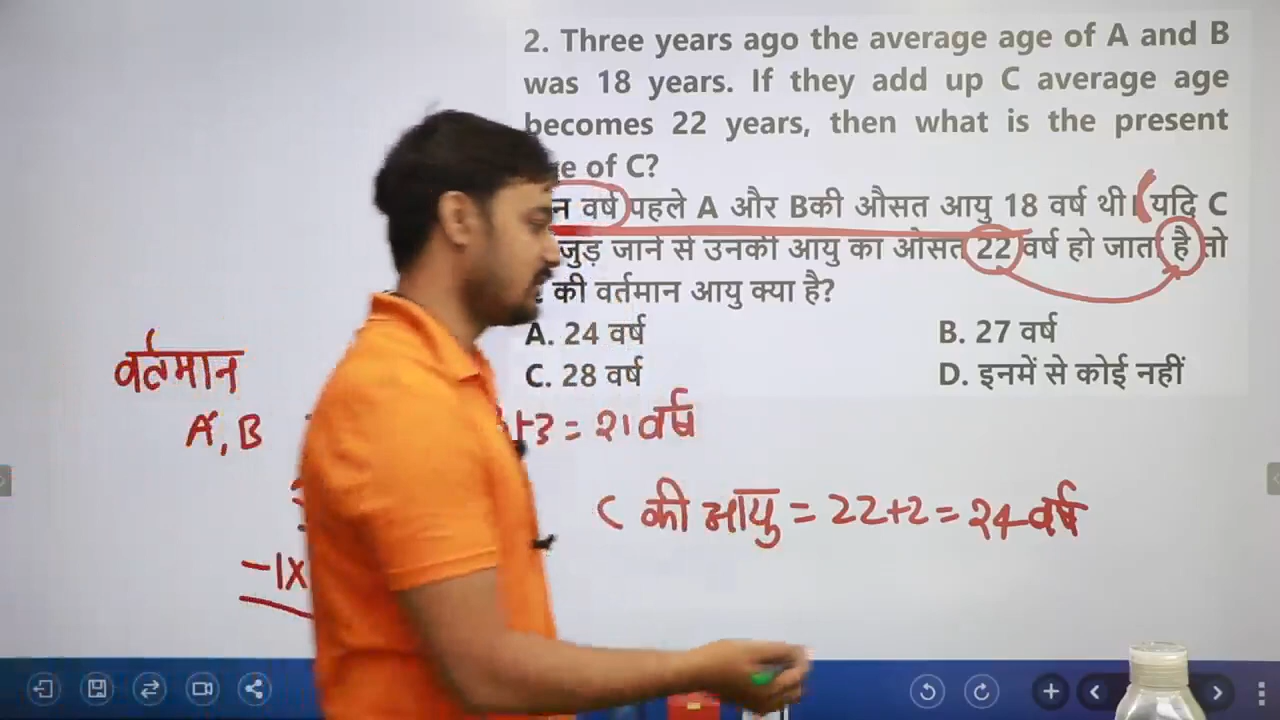 2. Three years ago the average age of A and B
was 18 years. If they add up C average age
becomes 22 years, then what is the present
of C?
वर्ष पहले A और Bकी औसत आयु 18 वर्ष थी। यदि C
जुड़ जाने से उनकी आयु का औसत 22 वर्ष हो जाता है तो
की वर्तमान आयु क्या है?
A. 24 वर्ष B. 27 वर्ष
C. 28 वर्ष D. इनमें से कोई नहीं
वर्तमान
A, B +3 = 21 वर्ष
C की आयु = 22+2 = 24 वर्ष
-1x